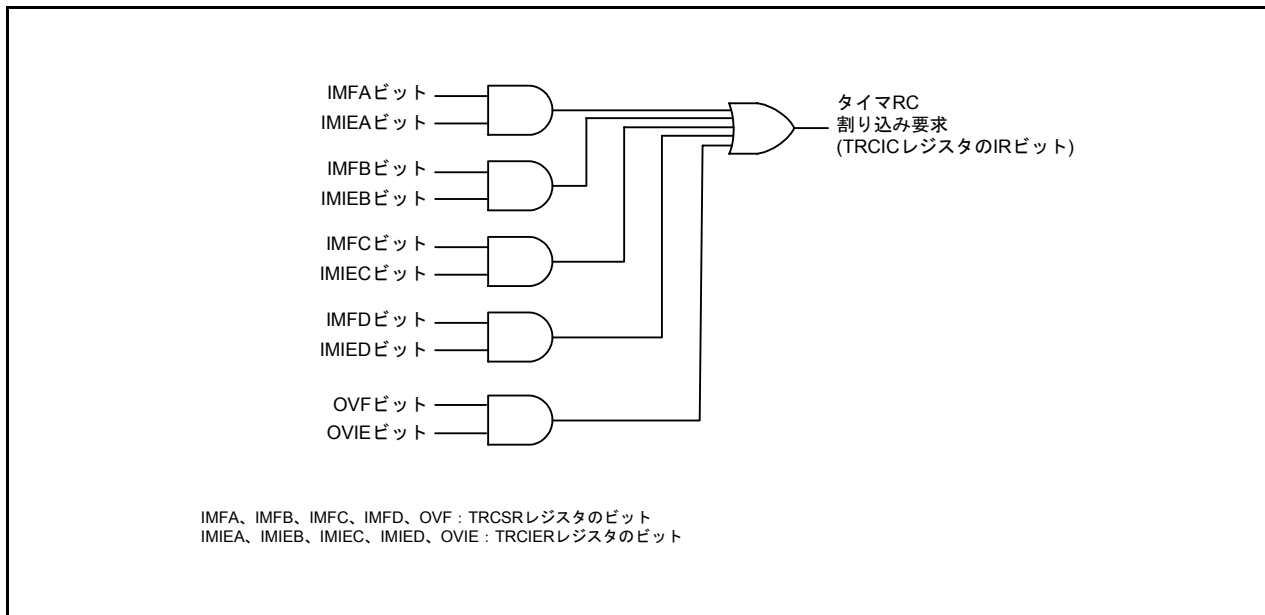 IMFAビット
IMIEAビット
タイマRC
割り込み要求
(TRCICレジスタのIRビット)
IMFBビット
IMIEBビット
IMFCビット
IMIECビット
IMFDビット
IMIEDビット
OVFビット
OVIEビット
IMFA、IMFB、IMFC、IMFD、OVF：TRCSRレジスタのビット
IMIEA、IMIEB、IMIEC、IMIED、OVIE：TRCIERレジスタのビット